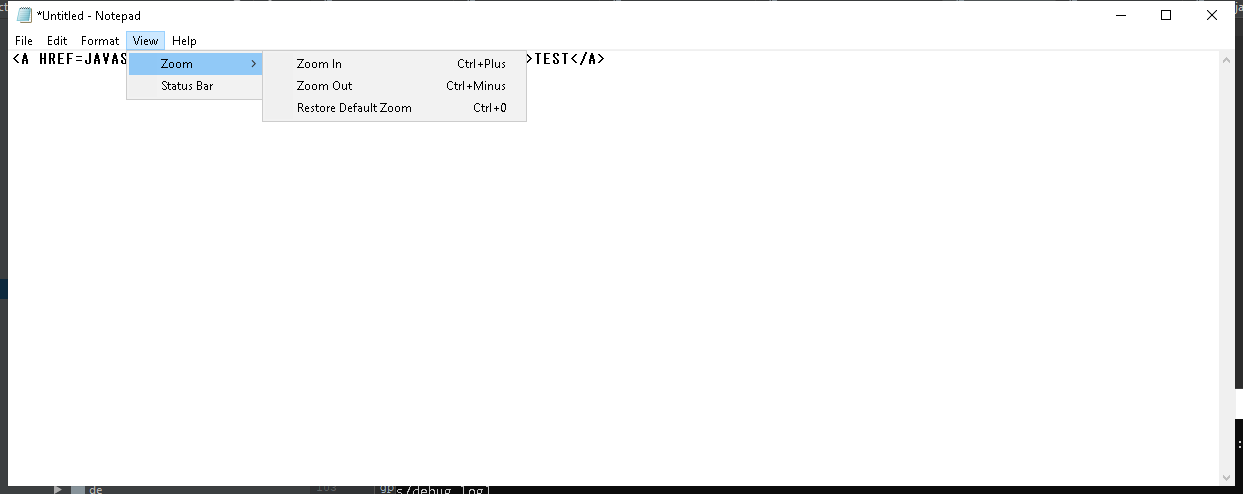 *Untitled - Notepad
File Edit Format View Help
<A HREF=JAVAS >TEST</A>
Zoom
Status Bar
Zoom In Ctrl+Plus
Zoom Out Ctrl+Minus
Restore Default Zoom Ctrl+0
de
103
s/debug.log]